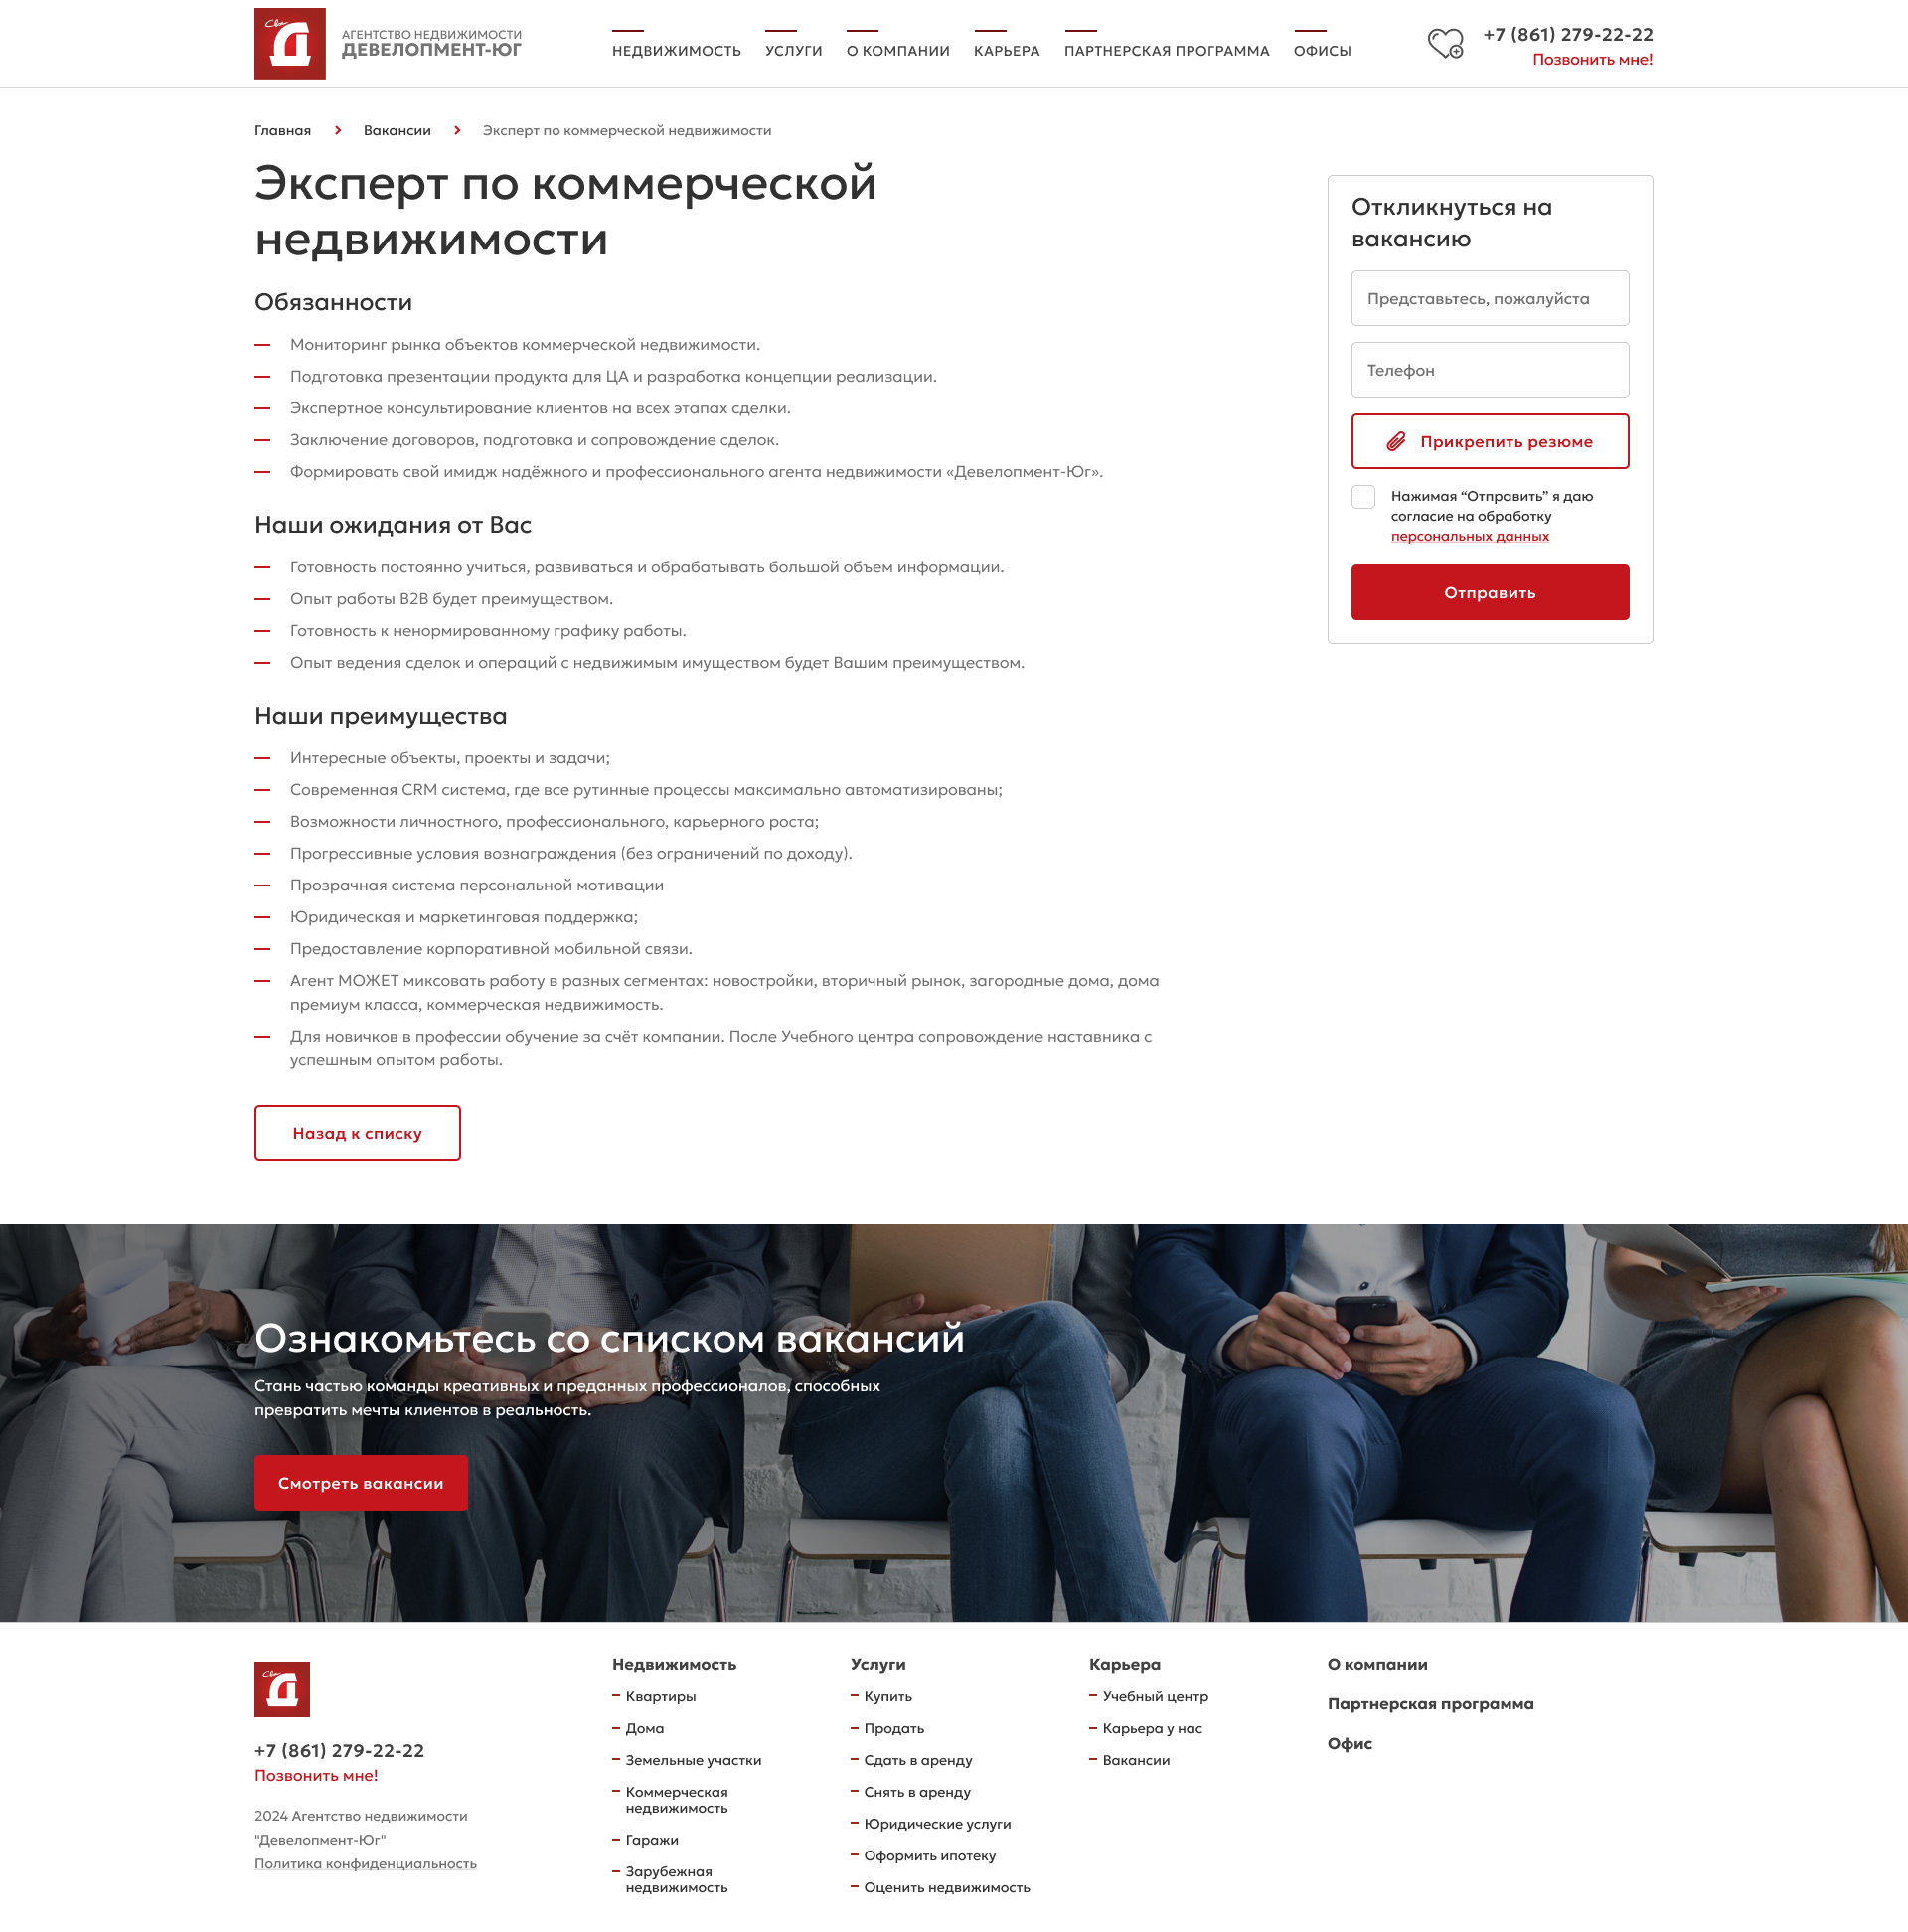 АГЕНТСТВО НЕДВИЖИМОСТИ
ДЕВЕЛОПМЕНТ-ЮГ
НЕДВИЖИМОСТЬ
УСЛУГИ
О КОМПАНИИ
КАРЬЕРА
ПАРТНЕРСКАЯ ПРОГРАММА
ОФИСЫ
+7 (861) 279-22-22
Позвонить мне!
Главная
Вакансии
Эксперт по коммерческой недвижимости
Эксперт по коммерческой
недвижимости
Обязанности
Мониторинг рынка объектов коммерческой недвижимости.
Подготовка презентации продукта для ЦА и разработка концепции реализации.
Экспертное консультирование клиентов на всех этапах сделки.
Заключение договоров, подготовка и сопровождение сделок.
Формировать свой имидж надёжного и профессионального агента недвижимости «Девелопмент-Юг».
Наши ожидания от Вас
Готовность постоянно учиться, развиваться и обрабатывать большой объем информации.
Опыт работы B2B будет преимуществом.
Готовность к ненормированному графику работы.
Опыт ведения сделок и операций с недвижимым имуществом будет Вашим преимуществом.
Наши преимущества
Интересные объекты, проекты и задачи;
Современная CRM система, где все рутинные процессы максимально автоматизированы;
Возможности личностного, профессионального, карьерного роста;
Прогрессивные условия вознаграждения (без ограничений по доходу).
Прозрачная система персональной мотивации
Юридическая и маркетинговая поддержка;
Предоставление корпоративной мобильной связи.
Агент МОЖЕТ миксовать работу в разных сегментах: новостройки, вторичный рынок, загородные дома, дома
премиум класса, коммерческая недвижимость.
Для новичков в профессии обучение за счёт компании. После Учебного центра сопровождение наставника с
успешным опытом работы.
Назад к списку
Откликнуться на
вакансию
Представьтесь, пожалуйста
Телефон
Прикрепить резюме
Нажимая “Отправить” я даю
согласие на обработку
персональных данных
Отправить
Ознакомьтесь со списком вакансий
Стань частью команды креативных и преданных профессионалов, способных
превратить мечты клиентов в реальность.
Смотреть вакансии
+7 (861) 279-22-22
Позвонить мне!
2024 Агентство недвижимости
"Девелопмент-Юг"
Политика конфиденциальность
Недвижимость
Квартиры
Дома
Земельные участки
Коммерческая
недвижимость
Гаражи
Зарубежная
недвижимость
Услуги
Купить
Продать
Сдать в аренду
Снять в аренду
Юридические услуги
Оформить ипотеку
Оценить недвижимость
Карьера
Учебный центр
Карьера у нас
Вакансии
О компании
Партнерская программа
Офис